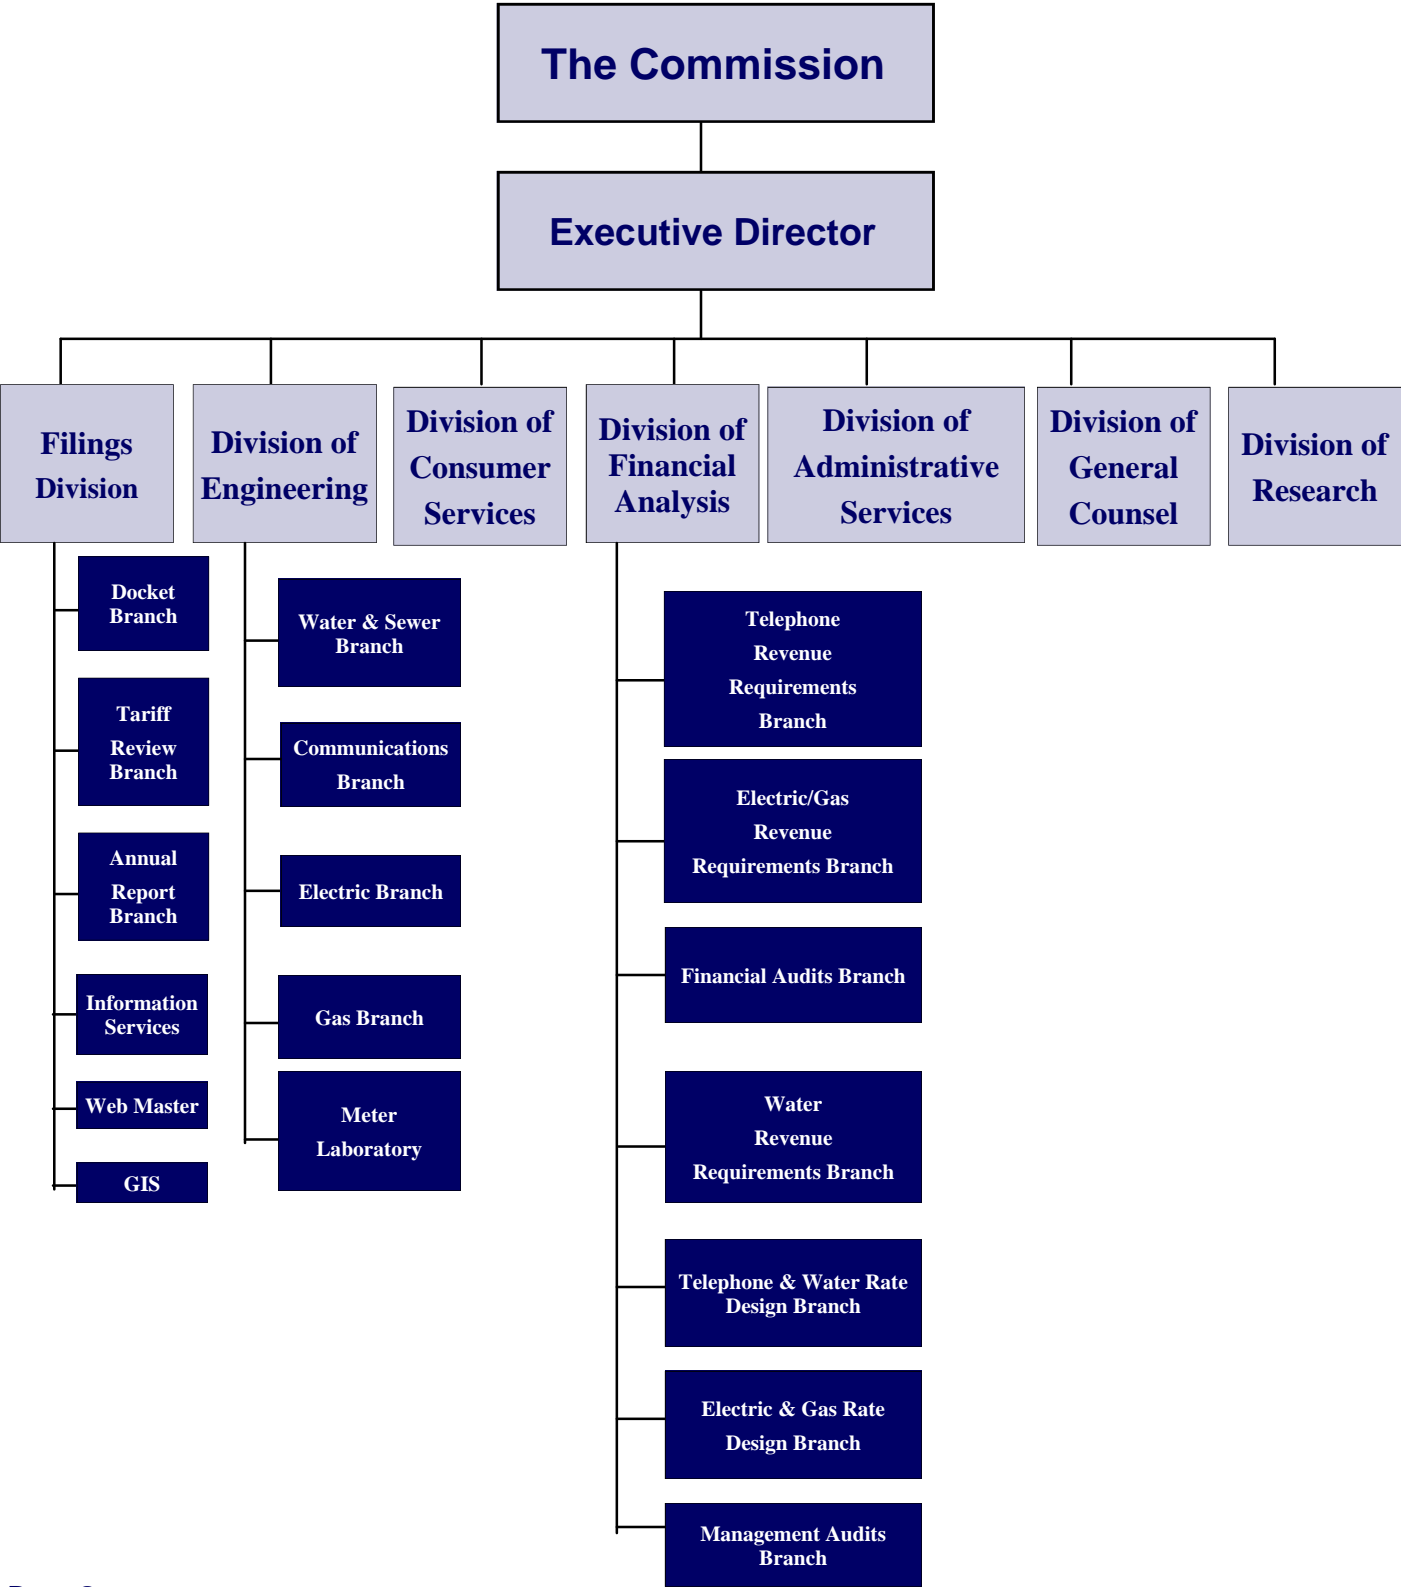 The Commission
Executive Director
Filings
Division
Division of
Engineering
Division of
Consumer
Services
Division of
Financial
Analysis
Division of
Administrative
Services
Division of
General
Counsel
Division of
Research
Docket
Branch
Tariff
Review
Branch
Annual
Report
Branch
Information
Services
Web Master
GIS
Water & Sewer
Branch
Communications
Branch
Electric Branch
Gas Branch
Meter
Laboratory
Telephone
Revenue
Requirements
Branch
Electric/Gas
Revenue
Requirements Branch
Financial Audits Branch
Water
Revenue
Requirements Branch
Telephone & Water Rate
Design Branch
Electric & Gas Rate
Design Branch
Management Audits
Branch